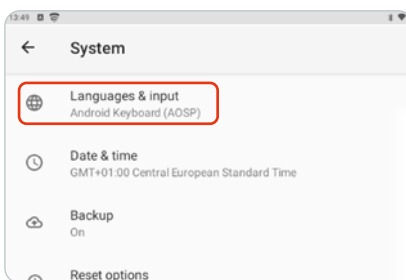 13:49
System
Languages & input
Android Keyboard (AOSP)
Date & time
GMT+01:00 Central European Standard Time
Backup
On
Reset options